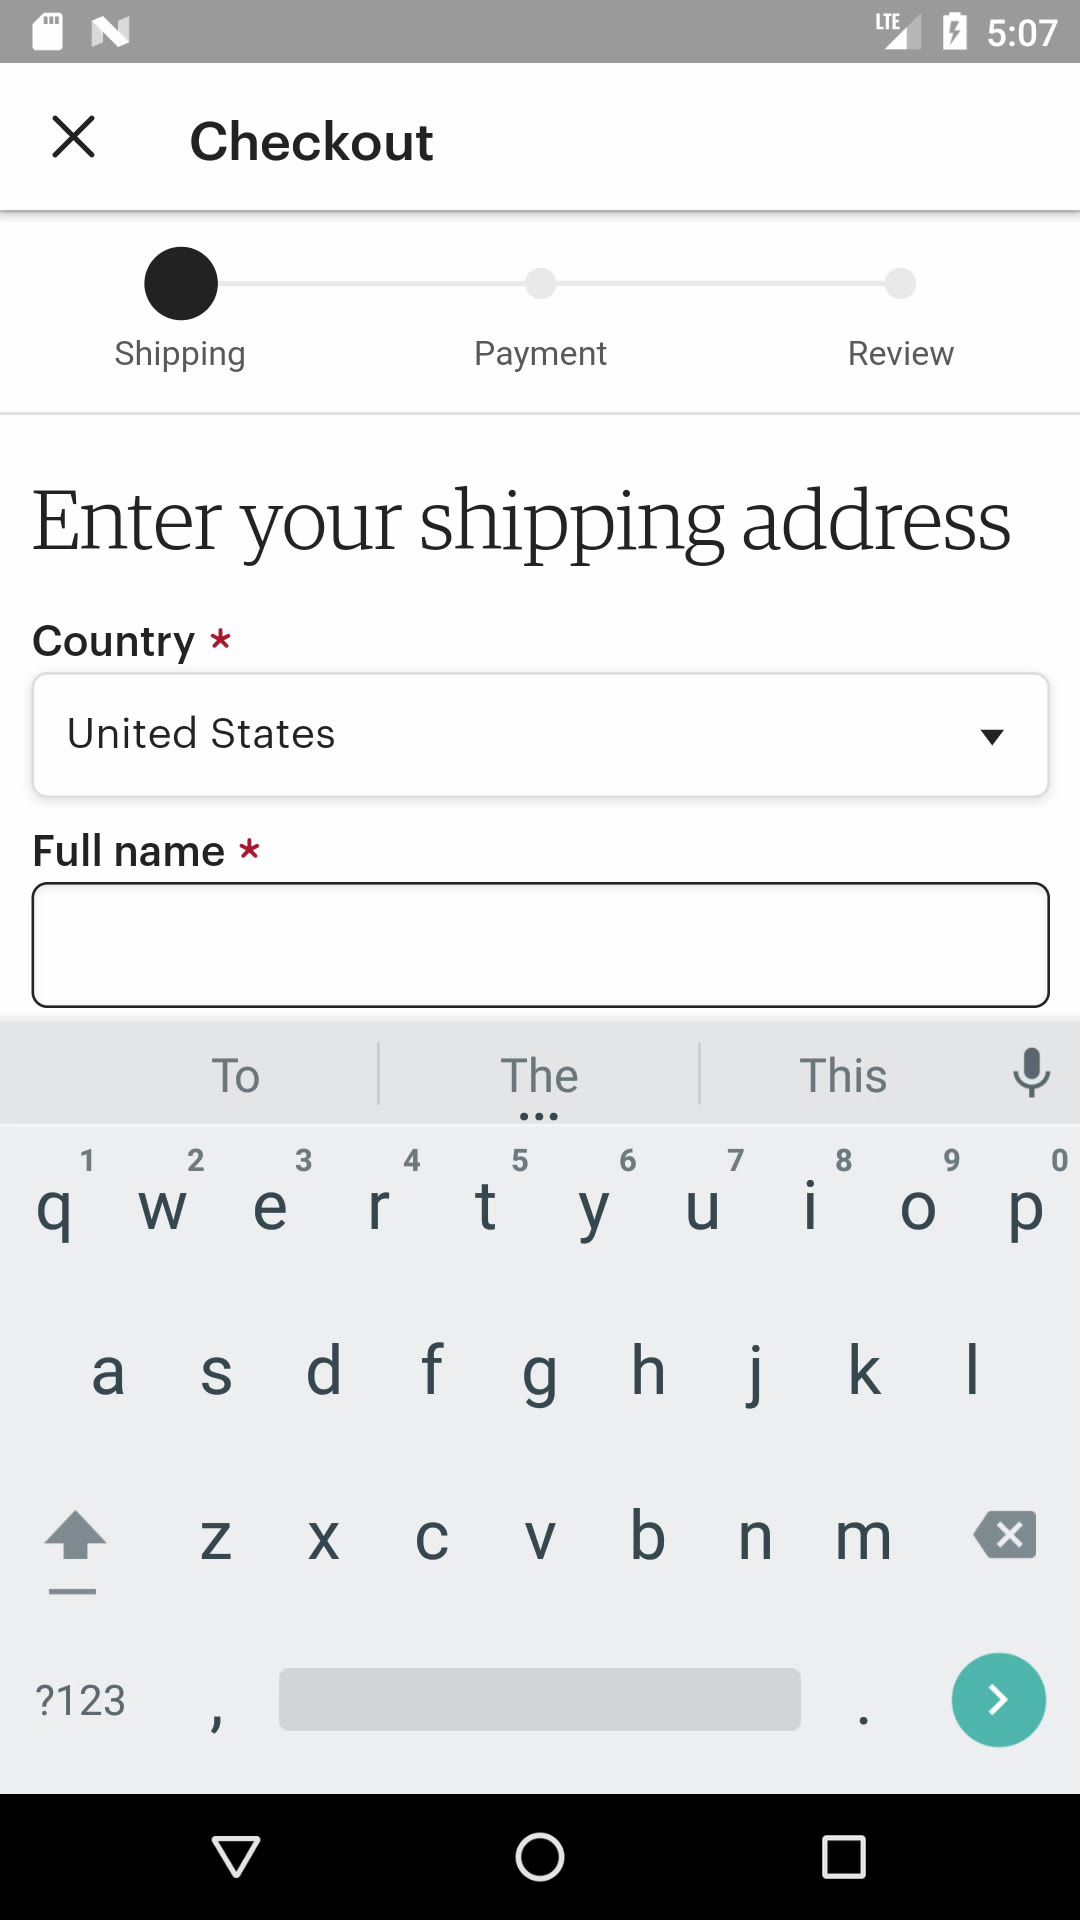 LTE 5:07
Checkout
Shipping Payment Review
Enter your shipping address
Country *
United States
Full name *
To The This
1 2 3 4 5 6 7 8 9 0
q w e r t y u i o p
a s d f g h j k l
z x c v b n m
?123 , .